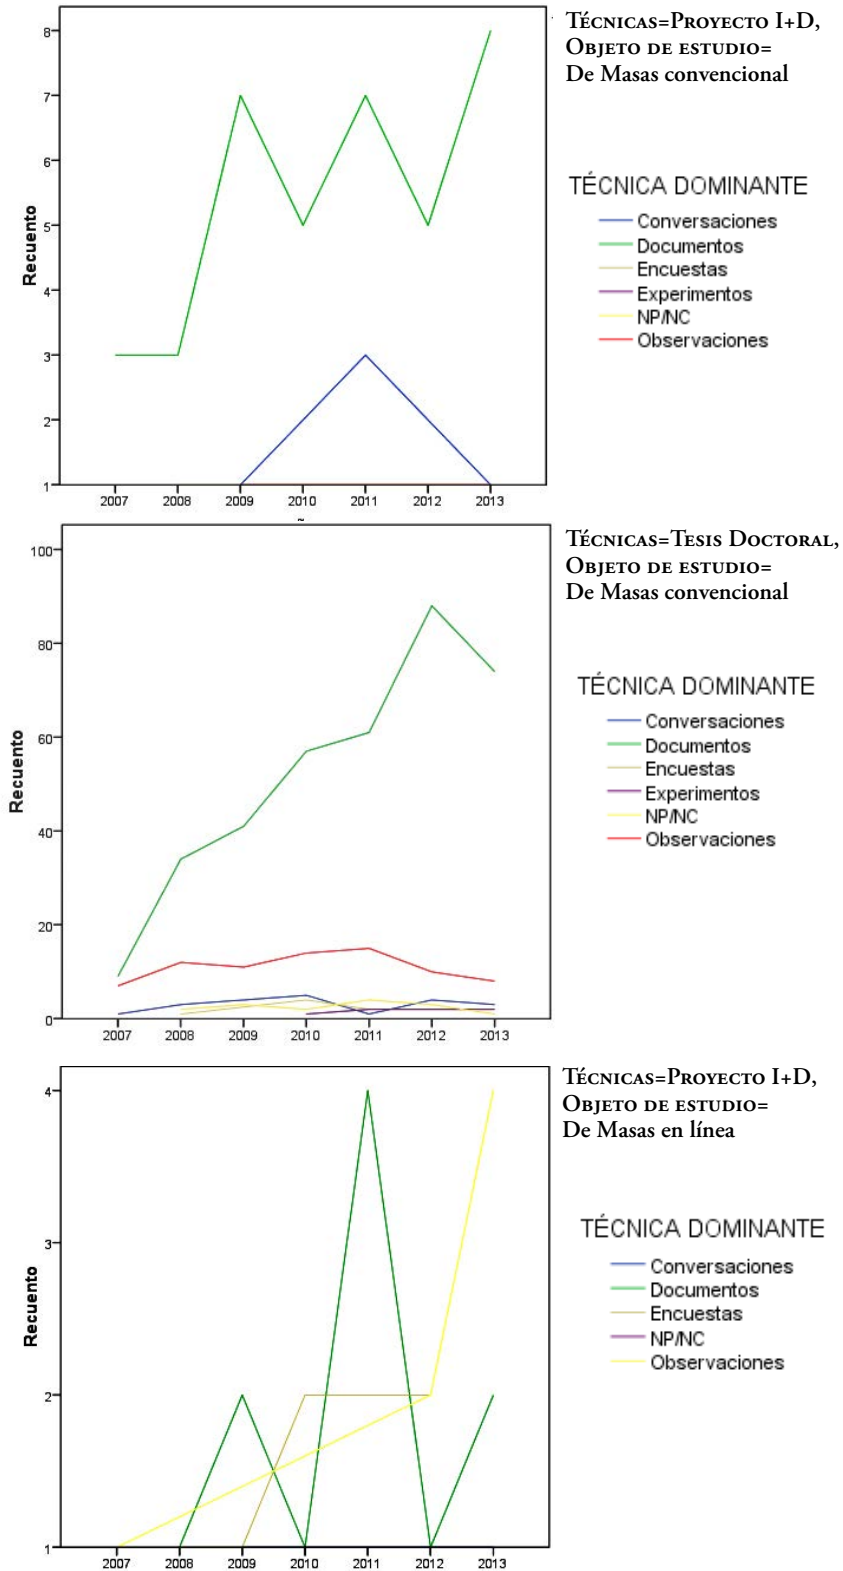 Técnicas=Proyecto I+D,
Objeto de estudio=
De Masas convencional
TÉCNICA DOMINANTE
Conversaciones
Documentos
Encuestas
Experimentos
NP/NC
Observaciones
Recuento
8
7
6
5
4
3
2
1
2007 2008 2009 2010 2011 2012 2013
Técnicas=Tesis Doctoral,
Objeto de estudio=
De Masas convencional
TÉCNICA DOMINANTE
Conversaciones
Documentos
Encuestas
Experimentos
NP/NC
Observaciones
Recuento
100
80
60
40
20
0
2007 2008 2009 2010 2011 2012 2013
Técnicas=Proyecto I+D,
Objeto de estudio=
De Masas en línea
TÉCNICA DOMINANTE
Conversaciones
Documentos
Encuestas
NP/NC
Observaciones
Recuento
4
3
2
1
2007 2008 2009 2010 2011 2012 2013